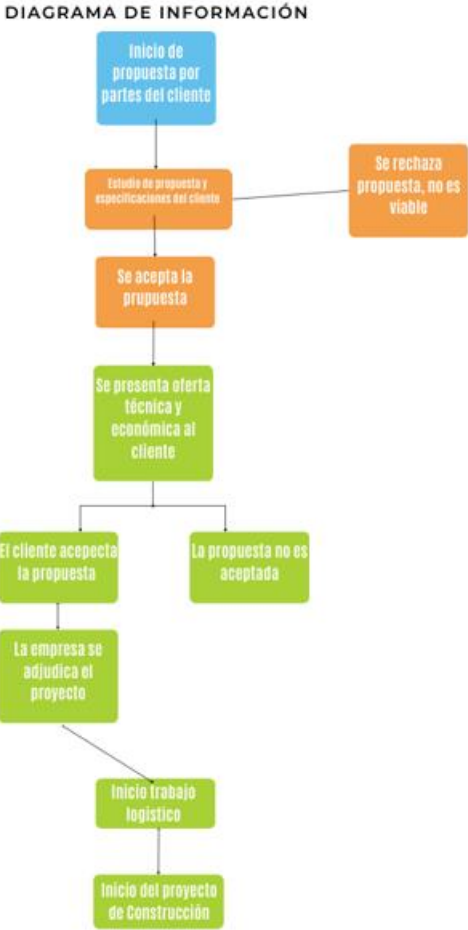 DIAGRAMA DE INFORMACIÓN
Inicio de
propuesta por
partes del cliente
Estudio de propuesta y
especificaciones del cliente
Se rechaza
propuesta, no es
viable
Se acepta la
prupuesta
Se presenta oferta
técnica y
económica al
cliente
El cliente acepecta
la propuesta
La propuesta no es
aceptada
La empresa se
adjudica el
proyecto
Inicio trabajo
logistico
Inicio del proyecto
de Construcción